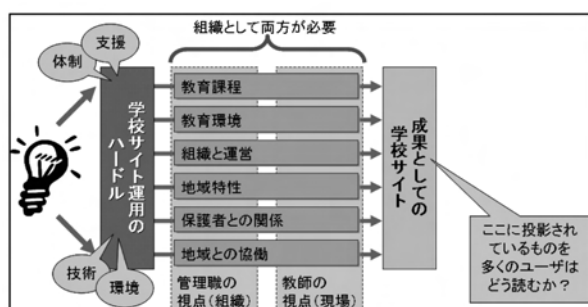 組織として両方が必要
支援
体制
学校サイト運用の
ハードル
技術
環境
教育課程
教育環境
組織と運営
地域特性
保護者との関係
地域との協働
管理職の
視点(組織)
教師の
視点(現場)
成果としての
学校サイト
ここに投影され
ているものを
多くのユーザは
どう読むか?